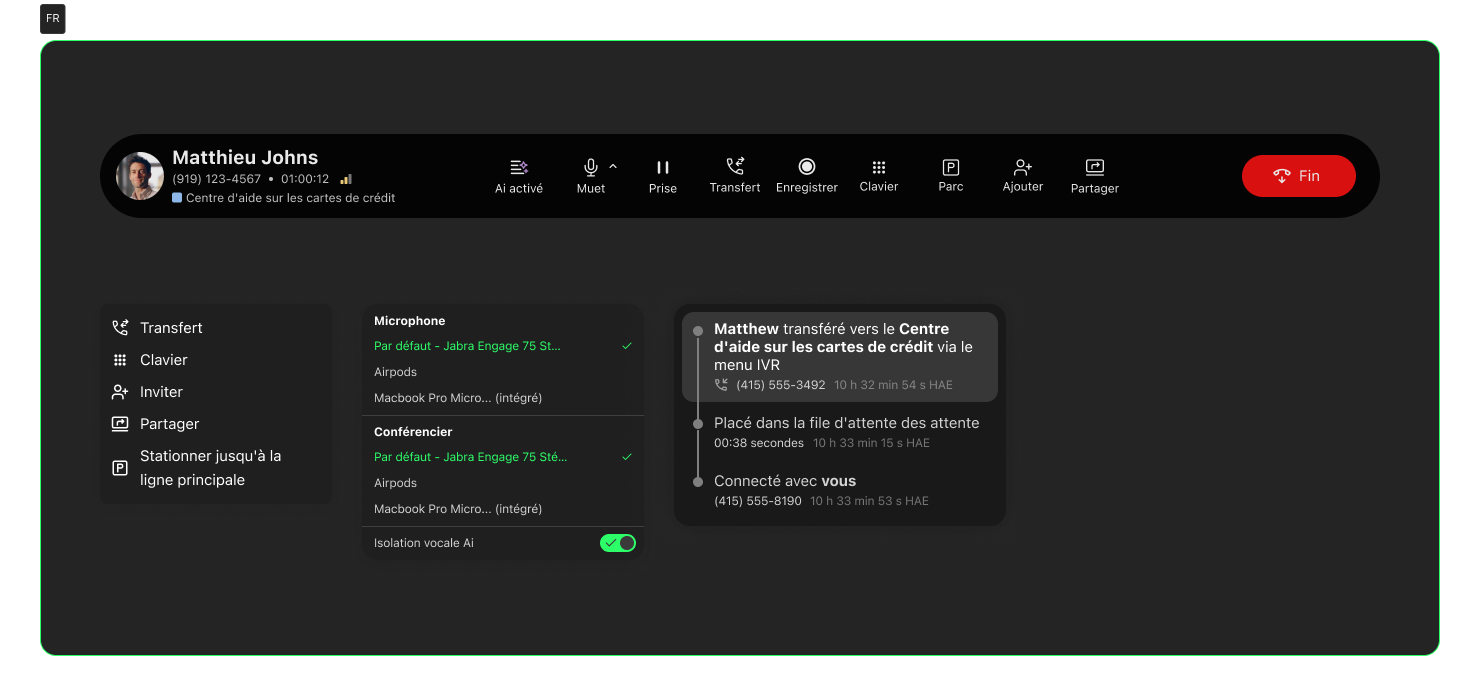 FR
Matthieu Johns
(919) 123-4567 • 01:00:12
Centre d'aide sur les cartes de crédit
Ai activé
Muet
Prise
Transfert
Enregistrer
Clavier
Parc
Ajouter
Partager
Fin
Transfert
Clavier
Inviter
Partager
Stationner jusqu'à la
ligne principale
Microphone
Par défaut - Jabra Engage 75 St...
Airpods
Macbook Pro Micro... (intégré)
Conférencier
Par défaut - Jabra Engage 75 Sté...
Airpods
Macbook Pro Micro... (intégré)
Isolation vocale Ai
Matthew transféré vers le Centre
d'aide sur les cartes de crédit via le
menu IVR
(415) 555-3492 10 h 32 min 54 s HAE
Placé dans la file d'attente des attente
00:38 secondes 10 h 33 min 15 s HAE
Connecté avec vous
(415) 555-8190 10 h 33 min 53 s HAE